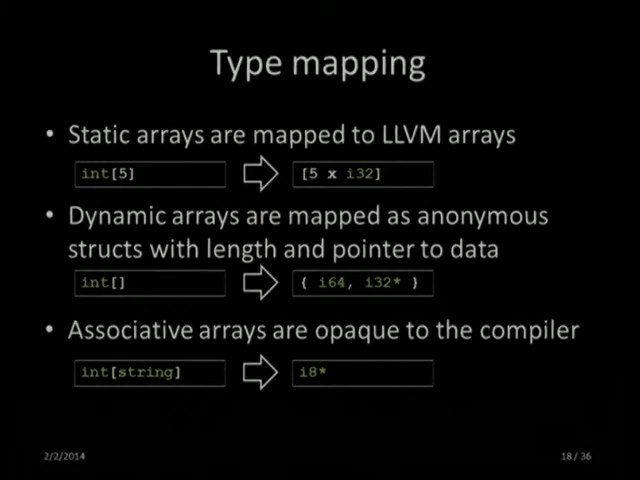 Type mapping
• Static arrays are mapped to LLVM arrays
int[5]
[5 x i32]
• Dynamic arrays are mapped as anonymous
structs with length and pointer to data
int[]
{ i64, i32* }
• Associative arrays are opaque to the compiler
int[string]
i8*
2/2/2014
18 / 36